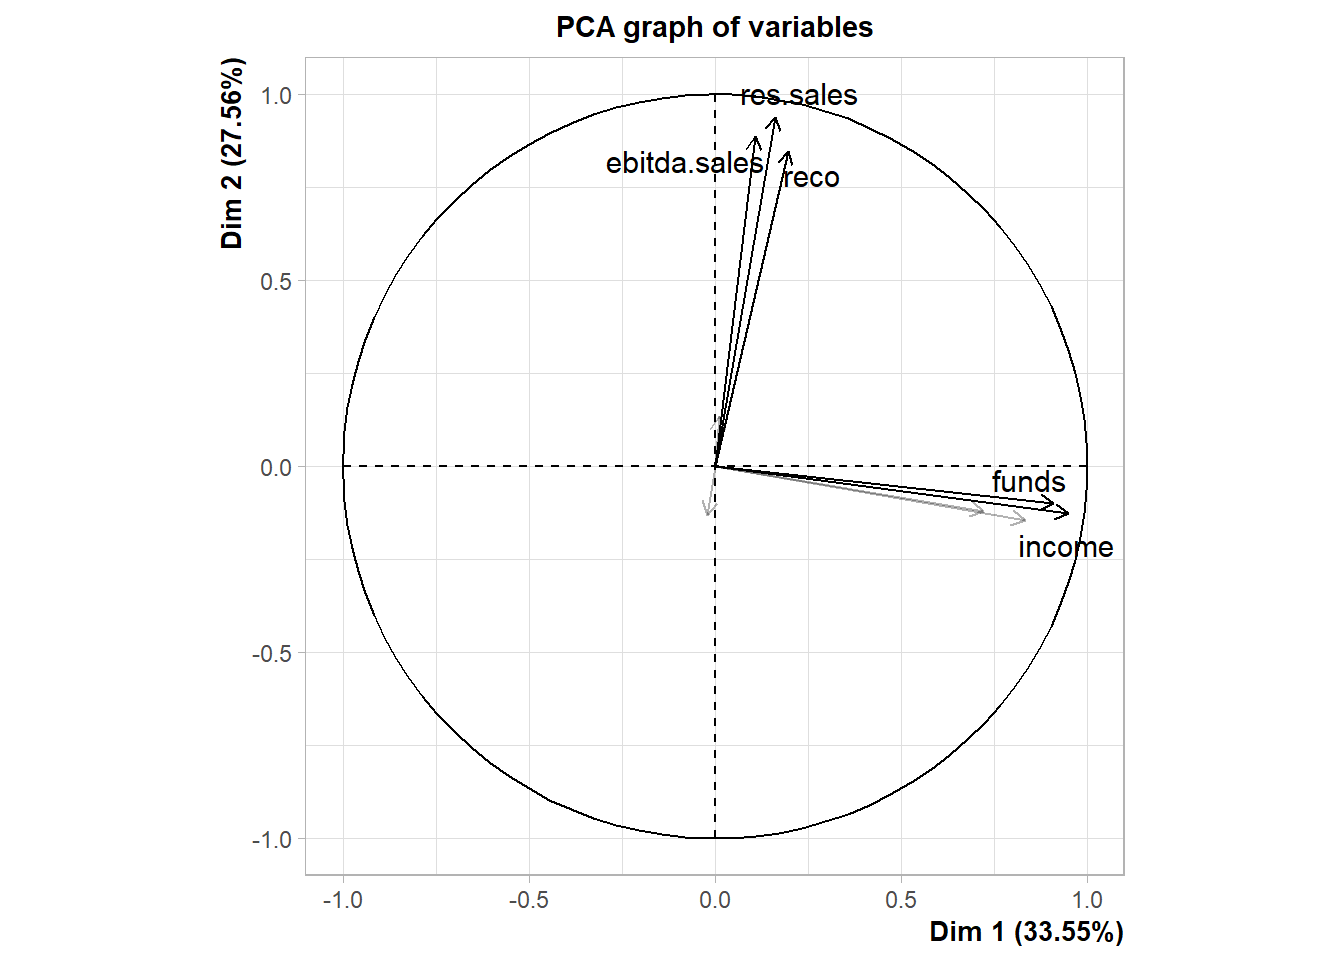 PCA graph of variables
Dim 2 (27.56%)
1.0
0.5
0.0
-0.5
-1.0
res.sales
ebitda.sales
reco
funds
income
-1.0
-0.5
0.0
0.5
1.0
Dim 1 (33.55%)